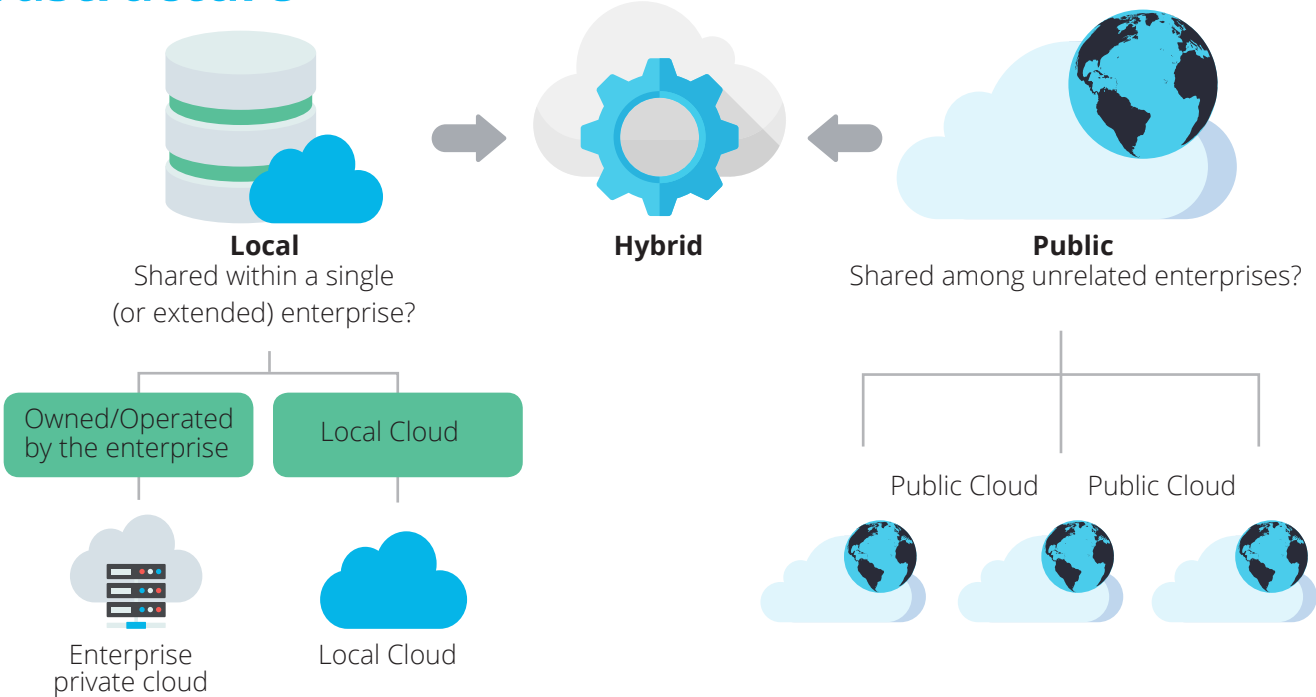 Local
Shared within a single
(or extended) enterprise?
Hybrid
Public
Shared among unrelated enterprises?
Owned/Operated
by the enterprise
Local Cloud
Public Cloud
Public Cloud
Enterprise
private cloud
Local Cloud